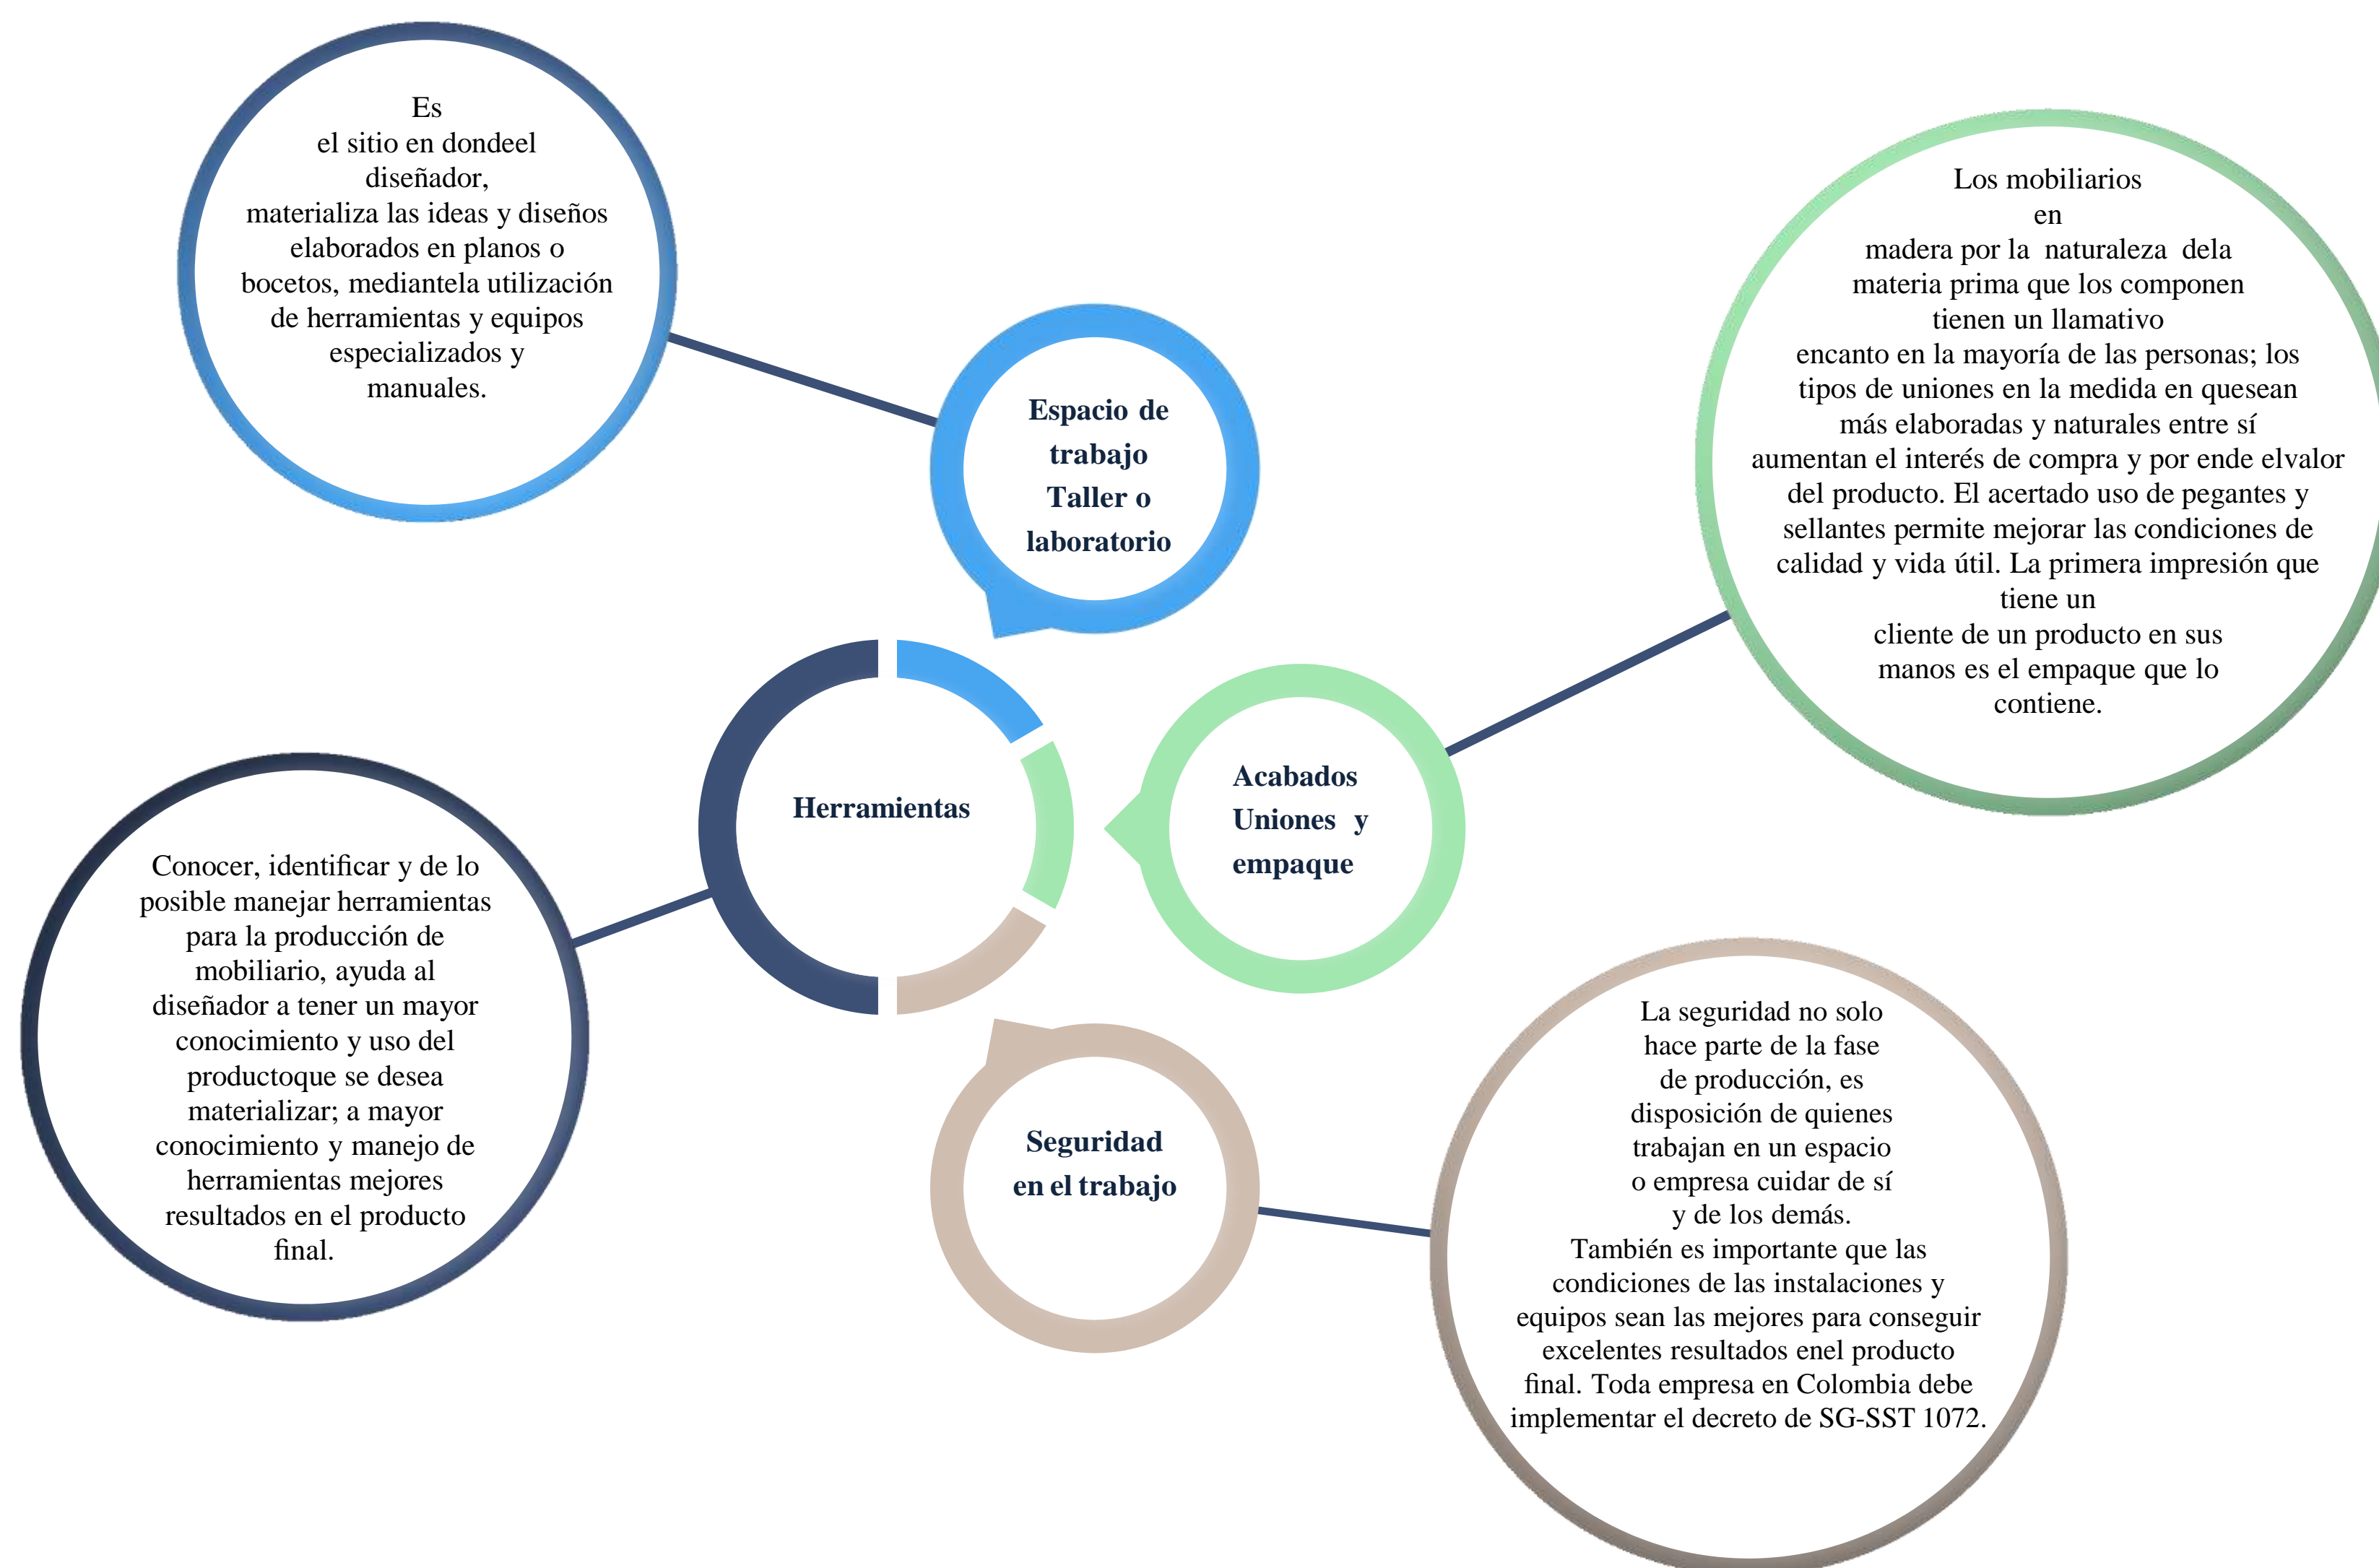 Es
el sitio en dondeel
diseñador,
materializa las ideas y diseños
elaborados en planos o
bocetos, mediantela utilización
de herramientas y equipos
especializados y
manuales.
Espacio de
trabajo
Taller o
laboratorio
Los mobiliarios
en
madera por la naturaleza dela
materia prima que los componen
tienen un llamativo
encanto en la mayoría de las personas; los
tipos de uniones en la medida en quesean
más elaboradas y naturales entre sí
aumentan el interés de compra y por ende elvalor
del producto. El acertado uso de pegantes y
sellantes permite mejorar las condiciones de
calidad y vida útil. La primera impresión que
tiene un
cliente de un producto en sus
manos es el empaque que lo
contiene.
Herramientas
Acabados
Uniones y
empaque
Conocer, identificar y de lo
posible manejar herramientas
para la producción de
mobiliario, ayuda al
diseñador a tener un mayor
conocimiento y uso del
productoque se desea
materializar; a mayor
conocimiento y manejo de
herramientas mejores
resultados en el producto
final.
Seguridad
en el trabajo
La seguridad no solo
hace parte de la fase
de producción, es
disposición de quienes
trabajan en un espacio
o empresa cuidar de sí
y de los demás.
También es importante que las
condiciones de las instalaciones y
equipos sean las mejores para conseguir
excelentes resultados enel producto
final. Toda empresa en Colombia debe
implementar el decreto de SG-SST 1072.